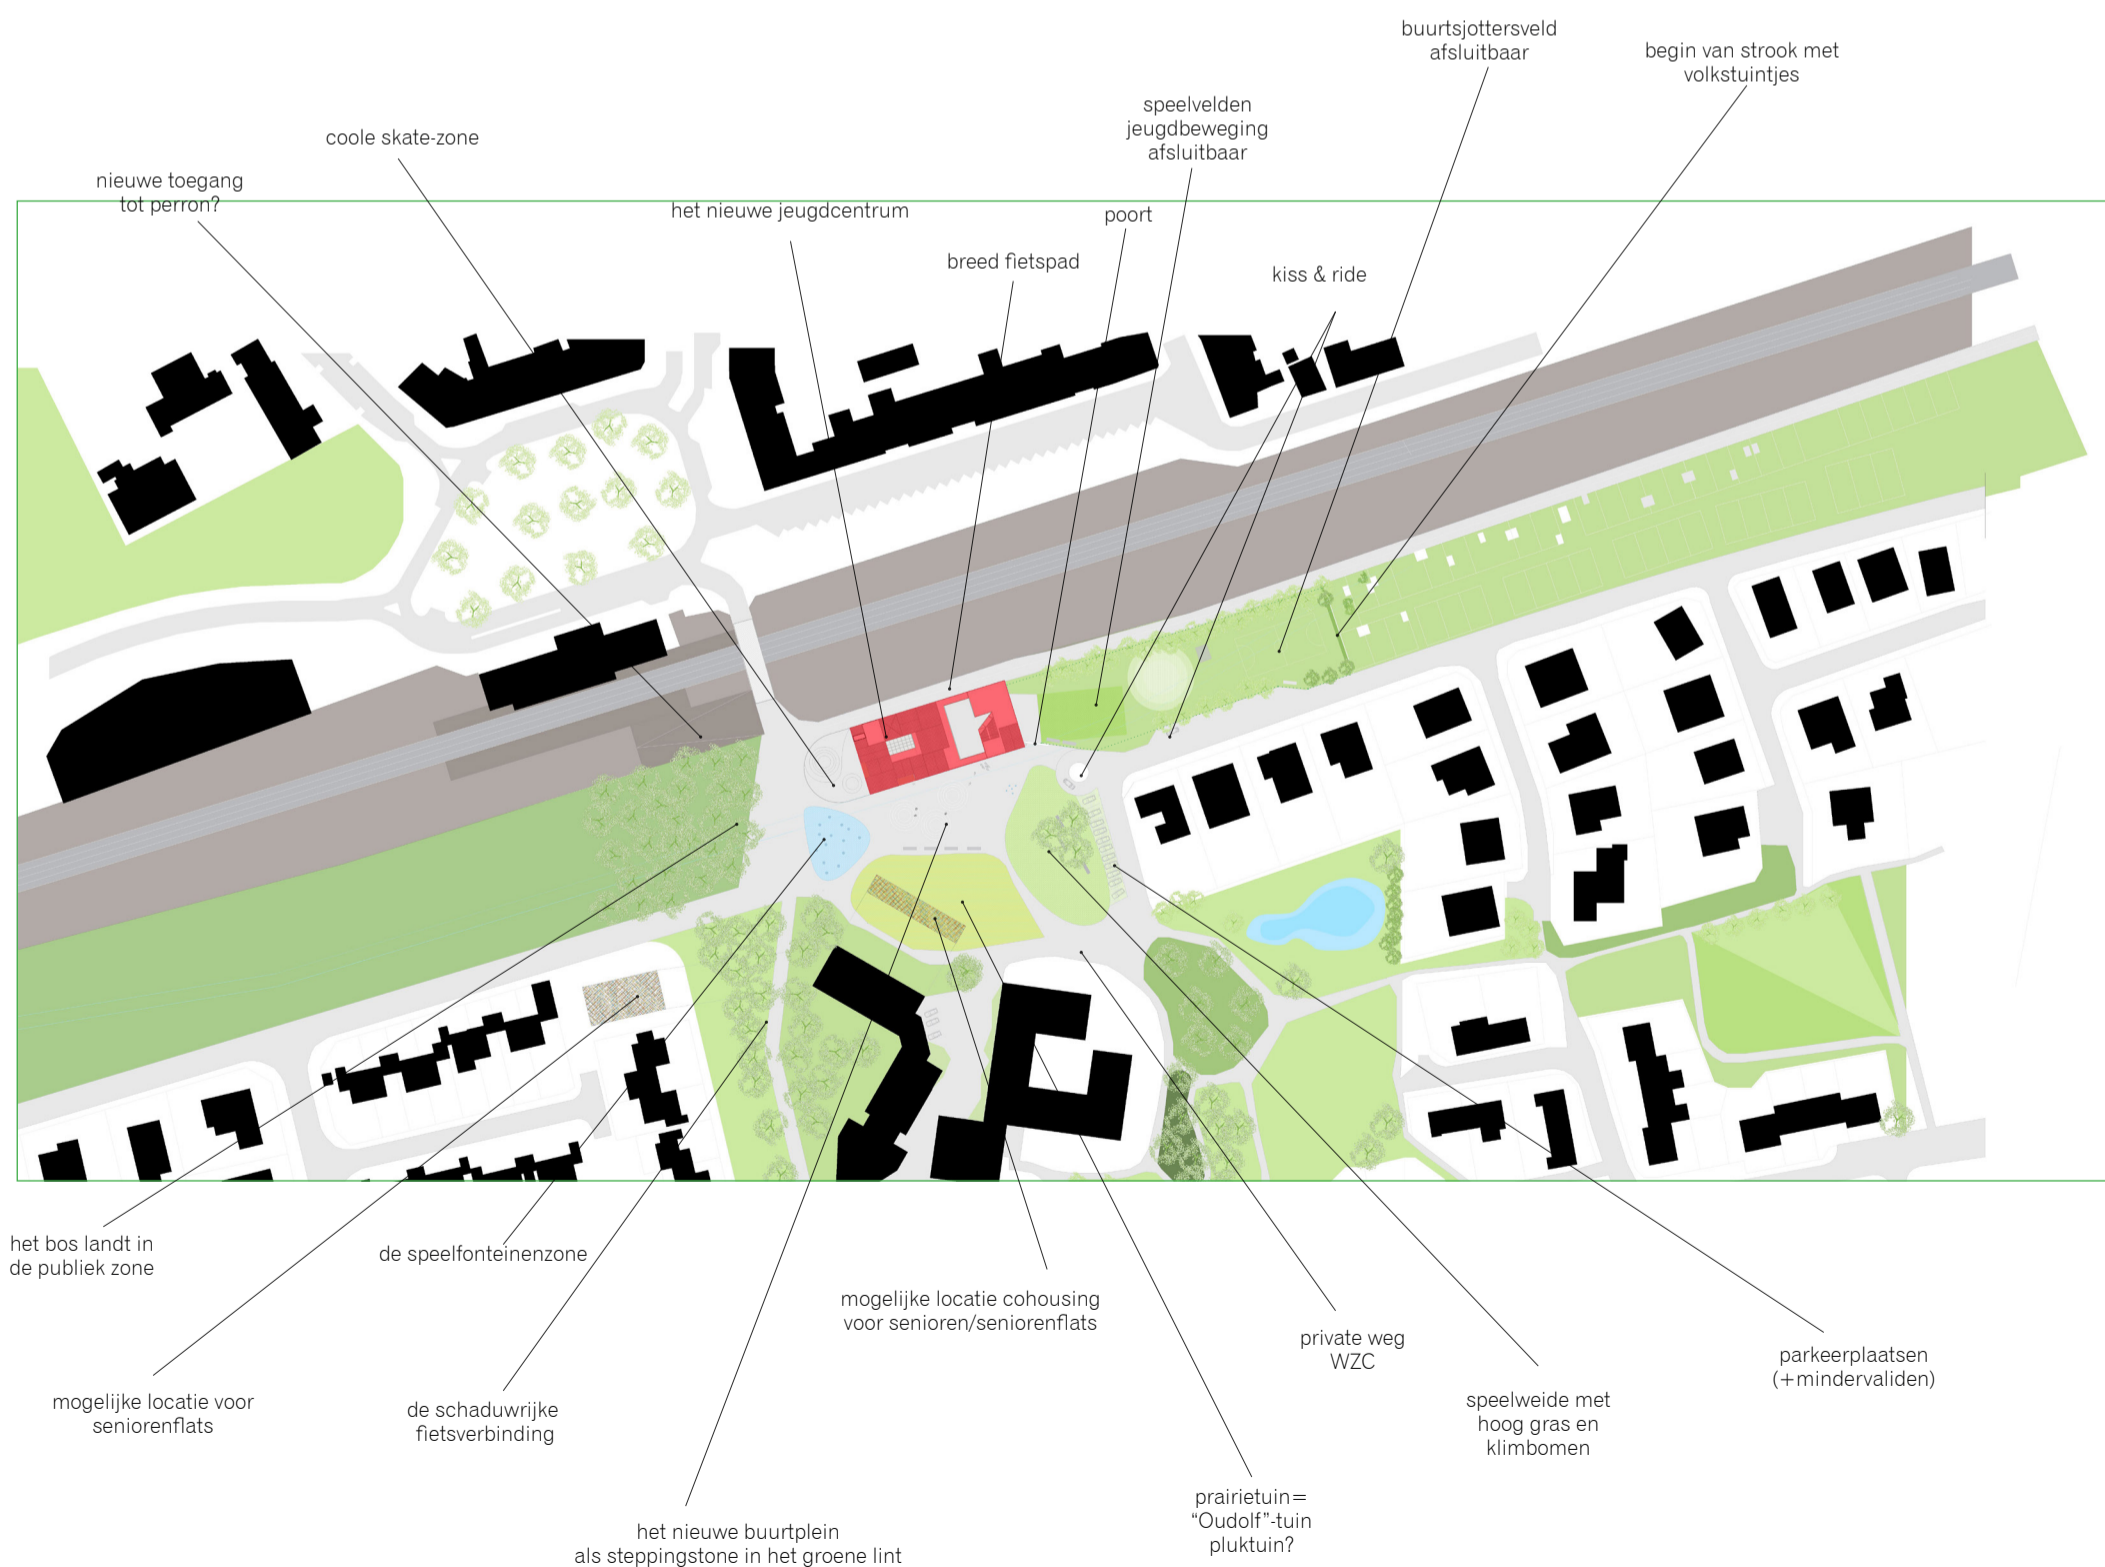 buurtsjottersveld
afsluitbaar
begin van strook met
volkstuintjes
speelvelden
jeugdbeweging
afsluitbaar
coole skate-zone
nieuwe toegang
tot perron?
het nieuwe jeugdcentrum
poort
breed fietspad
kiss & ride
het bos landt in
de publiek zone
de speelfonteinenzone
mogelijke locatie cohousing
voor senioren/seniorenflats
private weg
WZC
parkeerplaatsen
(+mindervaliden)
mogelijke locatie voor
seniorenflats
de schaduwrijke
fietsverbinding
speelweide met
hoog gras en
klimbomen
prairietuin=
“Oudolf”-tuin
pluktuin?
het nieuwe buurtplein
als steppingstone in het groene lint